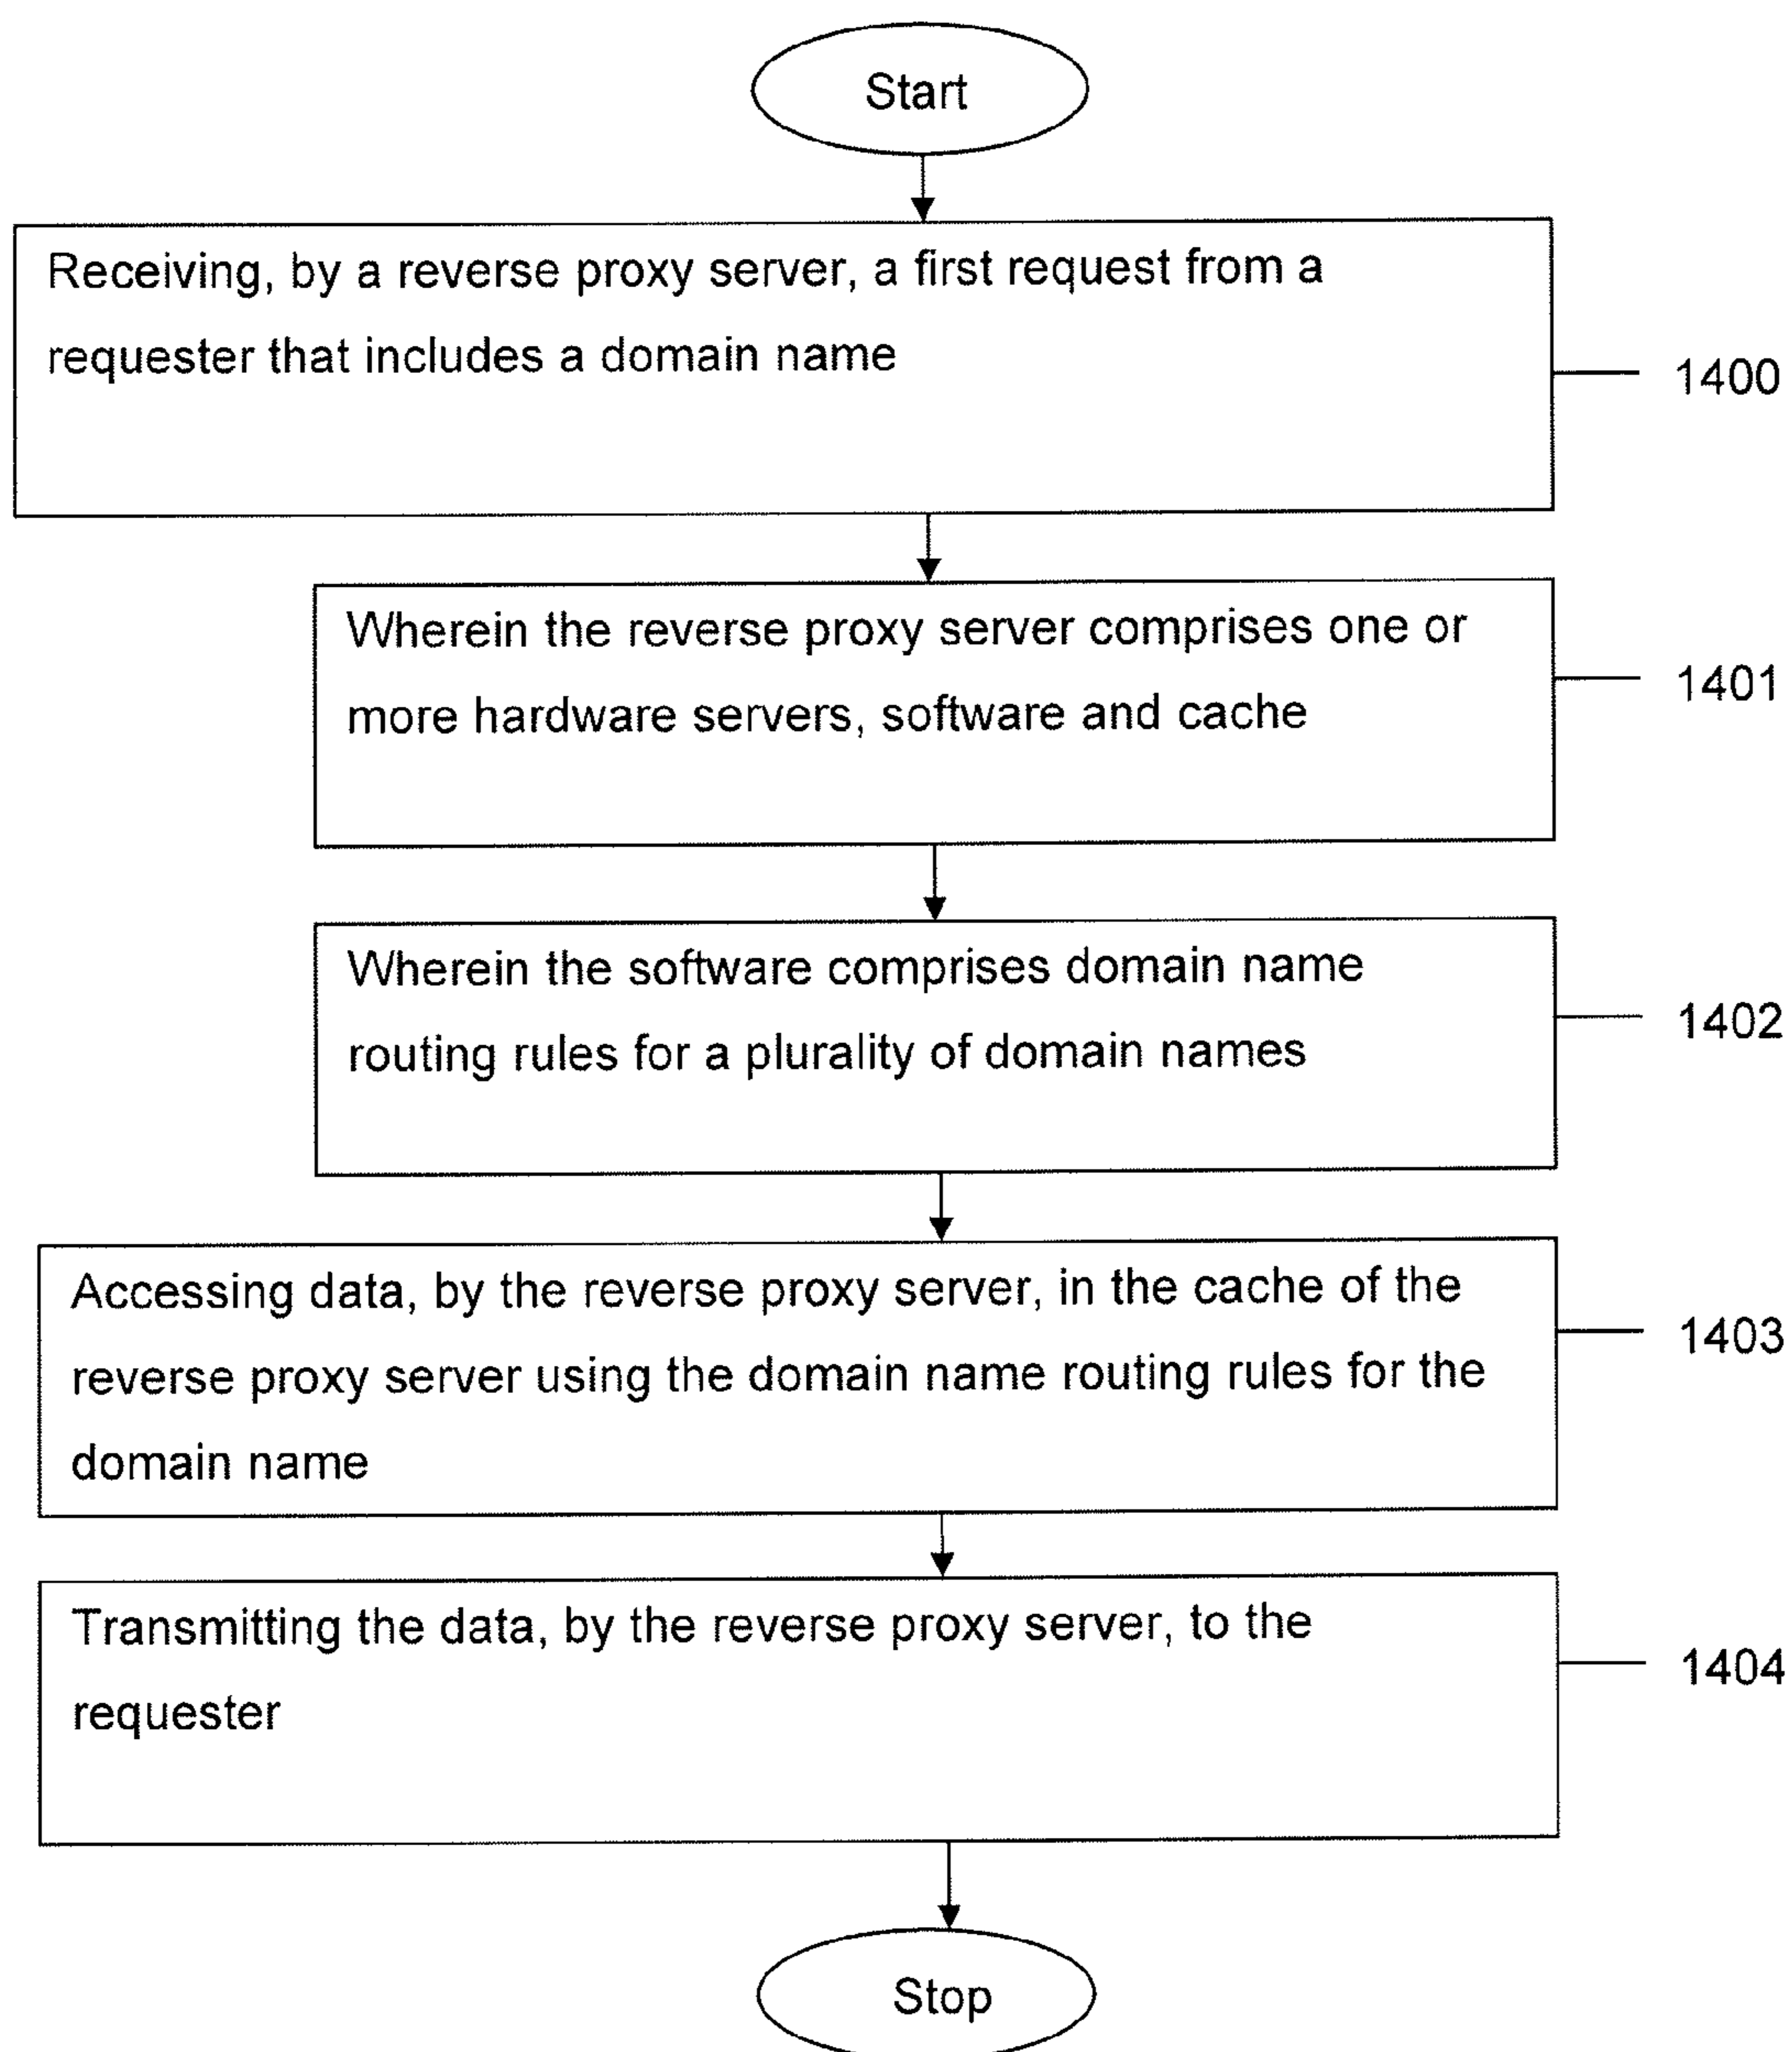 Start
Receiving, by a reverse proxy server, a first request from a
requester that includes a domain name
1400
Wherein the reverse proxy server comprises one or
more hardware servers, software and cache
1401
Wherein the software comprises domain name
routing rules for a plurality of domain names
1402
Accessing data, by the reverse proxy server, in the cache of the
reverse proxy server using the domain name routing rules for the
domain name
1403
Transmitting the data, by the reverse proxy server, to the
requester
1404
Stop